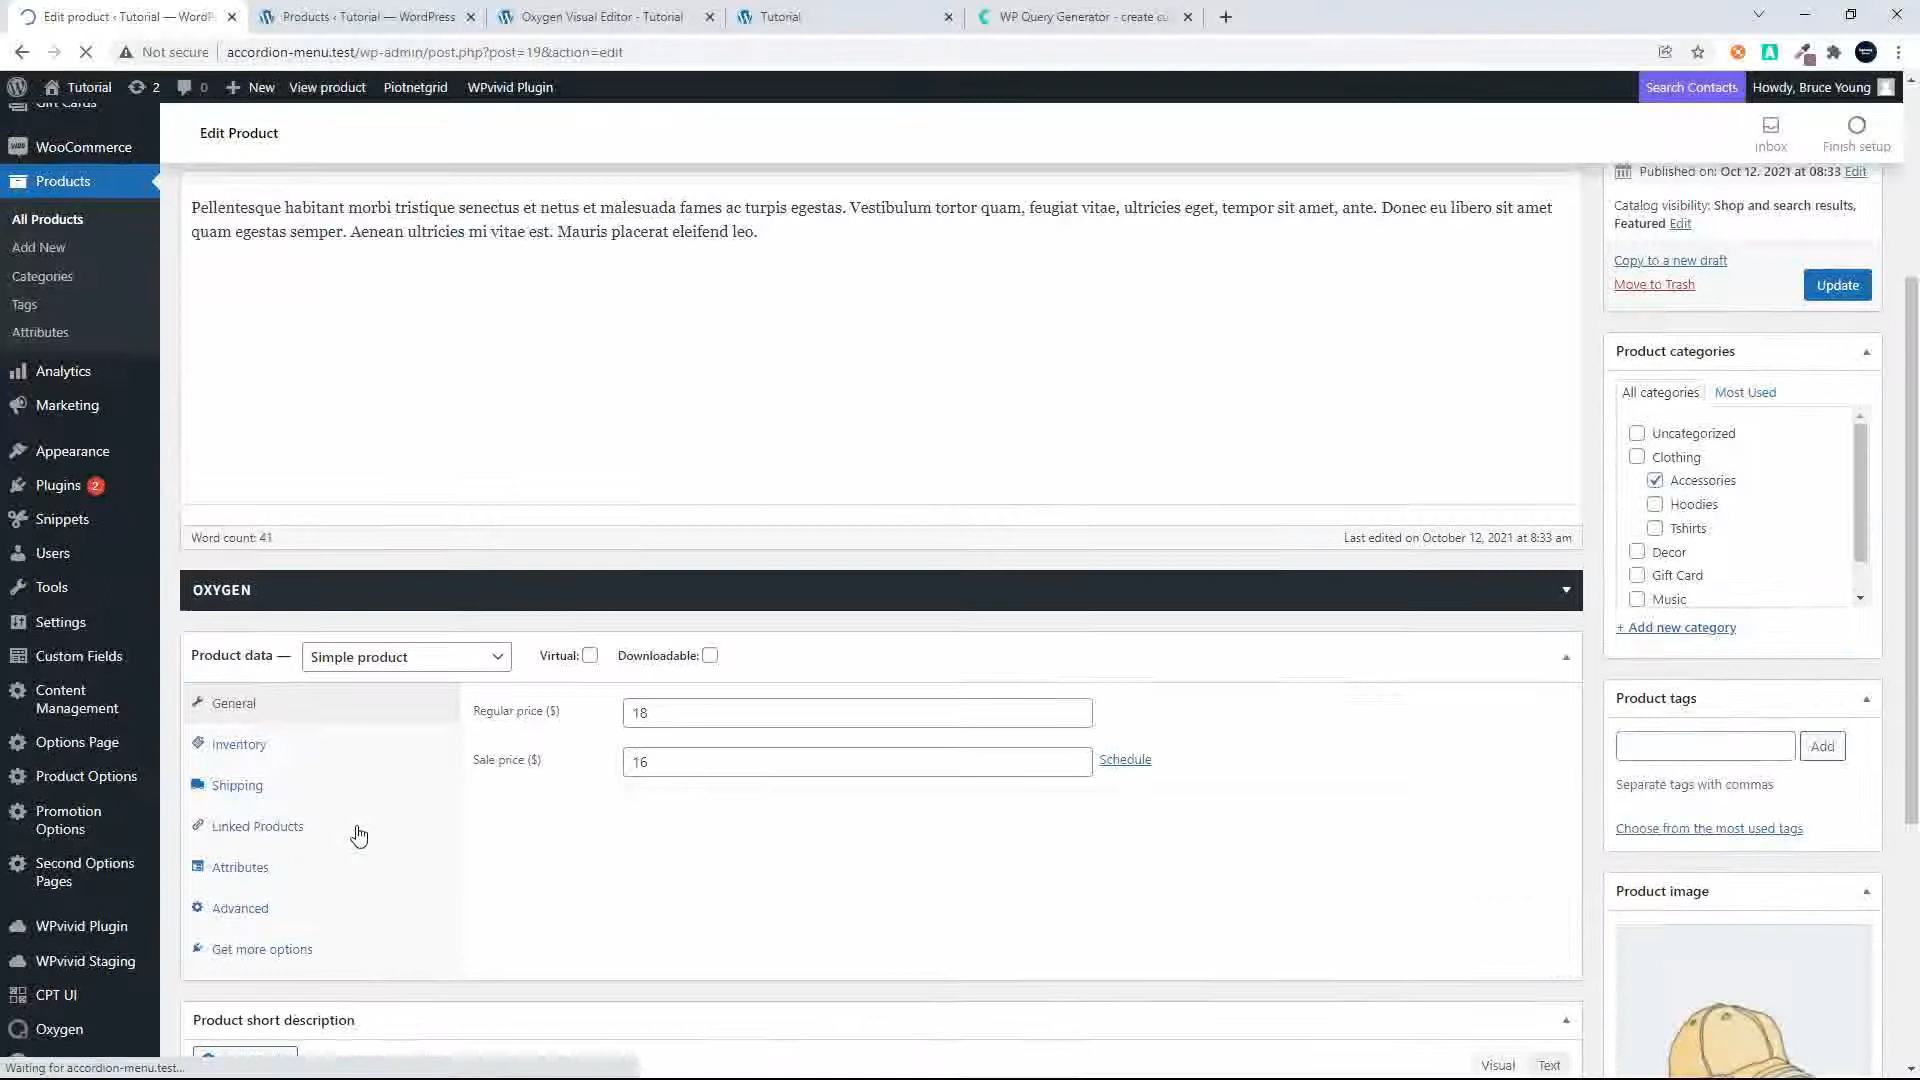 Edit product ‹ Tutorial — WordP
Products ‹ Tutorial — WordPress
Oxygen Visual Editor - Tutorial
Tutorial
WP Query Generator - create cu
Not secure
accordion-menu.test/wp-admin/post.php?post=19&action=edit
Tutorial
2
0
New
View product
Piotnetgrid
WPvivid Plugin
Search Contacts
Howdy, Bruce Young
Gift Cards
WooCommerce
Products
All Products
Add New
Categories
Tags
Attributes
Analytics
Marketing
Appearance
Plugins 2
Snippets
Users
Tools
Settings
Custom Fields
Content
Management
Options Page
Product Options
Promotion
Options
Second Options
Pages
WPvivid Plugin
WPvivid Staging
CPT UI
Oxygen
Edit Product
Inbox
Finish setup
Pellentesque habitant morbi tristique senectus et netus et malesuada fames ac turpis egestas. Vestibulum tortor quam, feugiat vitae, ultricies eget, tempor sit amet, ante. Donec eu libero sit amet
quam egestas semper. Aenean ultricies mi vitae est. Mauris placerat eleifend leo.
Word count: 41
Last edited on October 12, 2021 at 8:33 am
OXYGEN
Product data —
Simple product
Virtual:
Downloadable:
General
Inventory
Shipping
Linked Products
Attributes
Advanced
Get more options
Regular price ($)
18
Sale price ($)
16
Schedule
Product short description
Visual
Text
Published on: Oct 12, 2021 at 08:33 Edit
Catalog visibility: Shop and search results,
Featured Edit
Copy to a new draft
Move to Trash
Update
Product categories
All categories
Most Used
Uncategorized
Clothing
Accessories
Hoodies
Tshirts
Decor
Gift Card
Music
+ Add new category
Product tags
Add
Separate tags with commas
Choose from the most used tags
Product image
Waiting for accordion-menu.test...